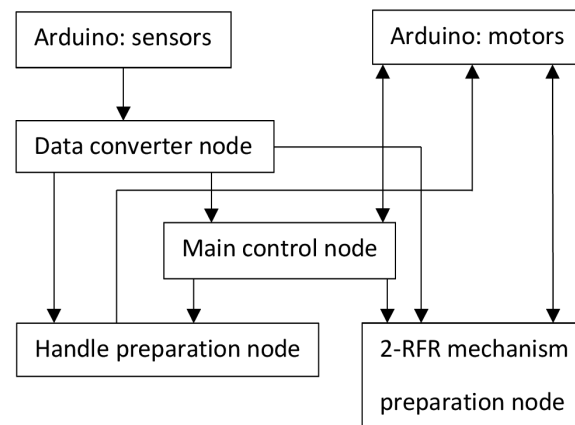 Arduino: sensors
Arduino: motors
Data converter node
Main control node
Handle preparation node
2-RFR mechanism
preparation node